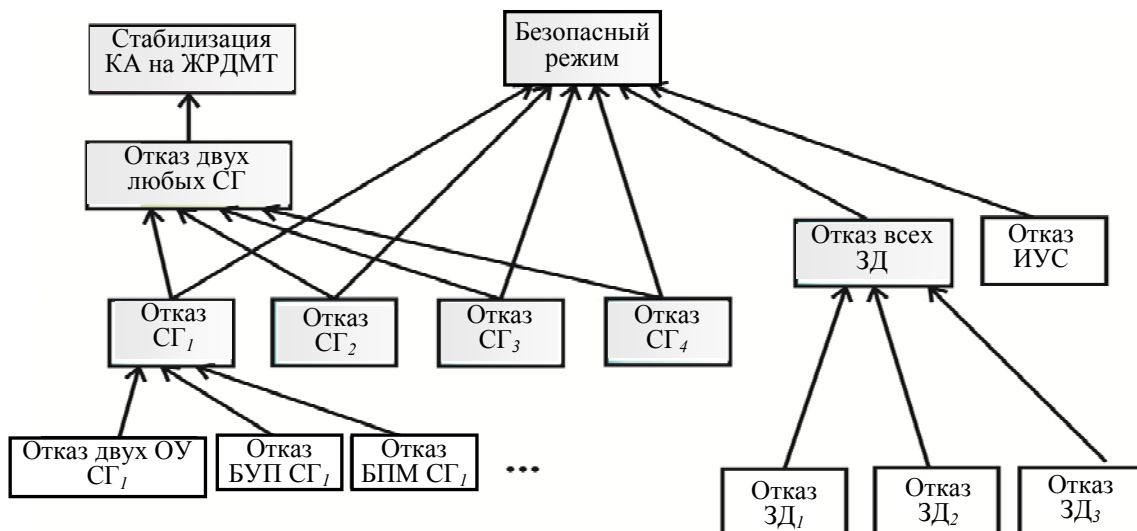 Стабилизация
КА на ЖРДМТ
Безопасный
режим
Отказ двух
любых СГ
Отказ всех
ЗД
Отказ
ИУС
Отказ
СГ1
Отказ
СГ2
Отказ
СГ3
Отказ
СГ4
Отказ двух ОУ
СГ1
Отказ
БУП СГ1
Отказ
БПМ СГ1
...
Отказ
ЗД1
Отказ
ЗД2
Отказ
ЗД3